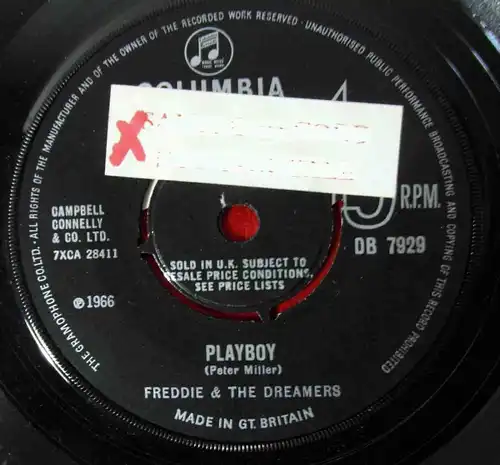 THE GRAMOPHONE CO. LTD. · ALL RIGHTS OF THE MANUFACTURER AND OF THE OWNER OF THE RECORDED WORK RESERVED · UNAUTHORISED PUBLIC PERFORMANCE BROADCASTING AND COPYING OF THIS RECORD PROHIBITED
COLUMBIA
X
45 R.P.M.
DB 7929
CAMPBELL
CONNELLY
& CO. LTD.
7XCA 28411
℗1966
SOLD IN U.K. SUBJECT TO
RESALE PRICE CONDITIONS,
SEE PRICE LISTS
PLAYBOY
(Peter Miller)
FREDDIE & THE DREAMERS
MADE IN GT. BRITAIN